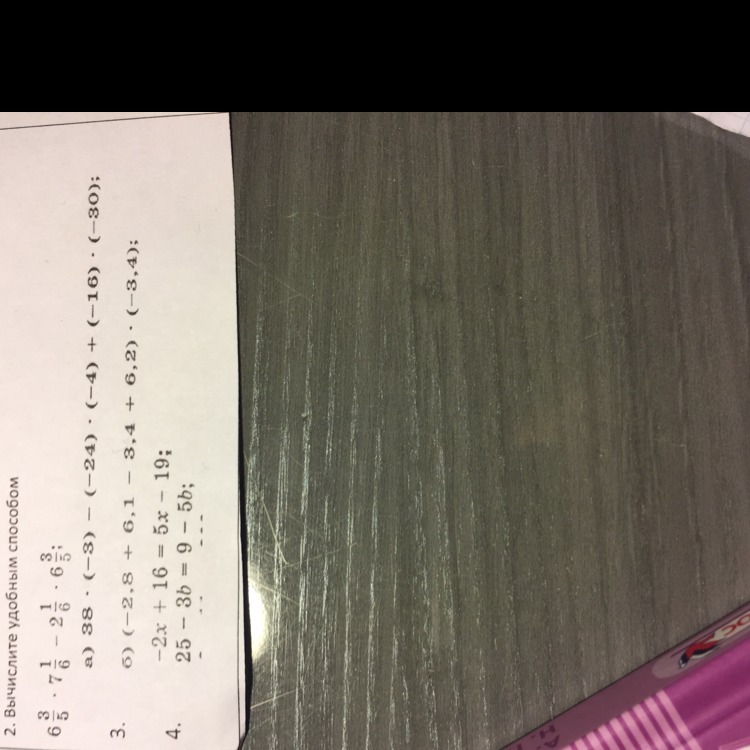 2. Вычислите удобным способом
6 3/5 · 7 1/6 − 2 1/6 · 6 3/5;
а) 38 · (−3) − (−24) · (−4) + (−16) · (−30);
3.
б) (−2,8 + 6,1 − 3,4 + 6,2) · (−3,4);
4.
−2x + 16 = 5x − 19;
25 − 3b = 9 − 5b;